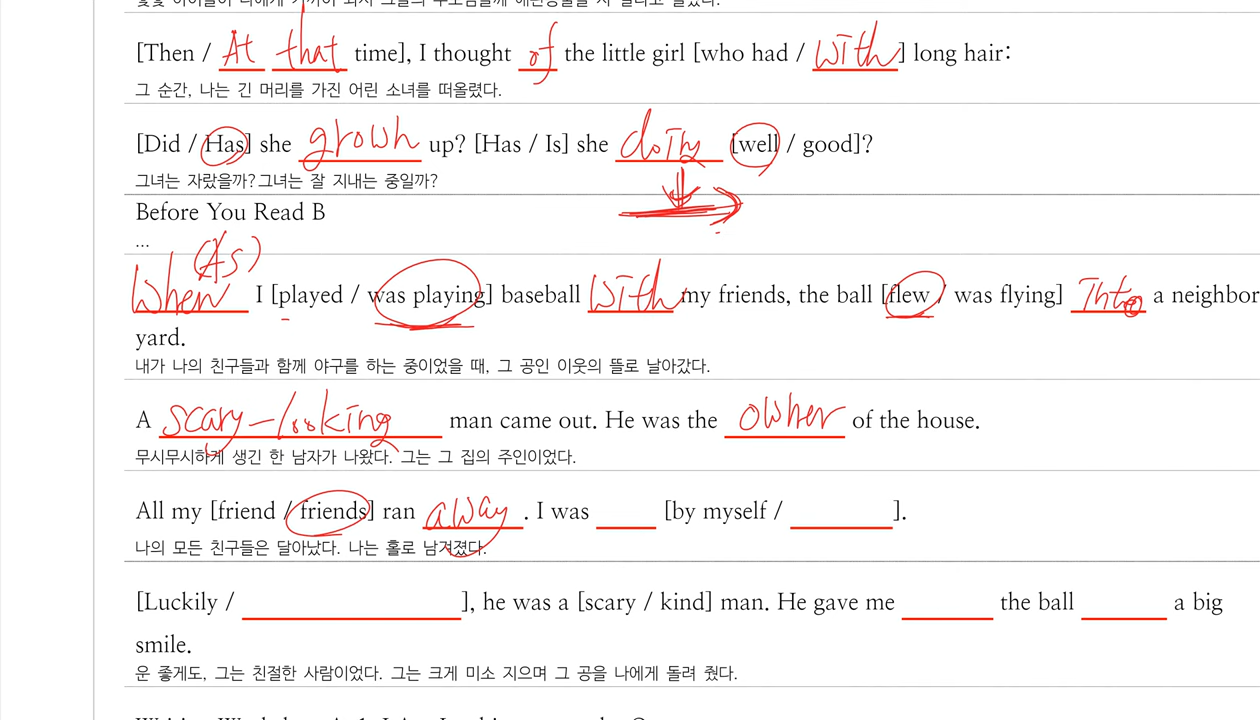 [Then / At that time], I thought of the little girl [who had / with] long hair:
그 순간, 나는 긴 머리를 가진 어린 소녀를 떠올렸다.
[Did / Has] she grown up? [Has / Is] she doing [well / good]?
그녀는 자랐을까? 그녀는 잘 지내는 중일까?
Before You Read B
...
(As)
When I [played / was playing] baseball with my friends, the ball [flew / was flying] into a neighbor
yard.
내가 나의 친구들과 함께 야구를 하는 중이었을 때, 그 공인 이웃의 뜰로 날아갔다.
A scary-looking man came out. He was the owner of the house.
무시무시하게 생긴 한 남자가 나왔다. 그는 그 집의 주인이었다.
All my [friend / friends] ran away. I was [by myself / ].
나의 모든 친구들은 달아났다. 나는 홀로 남겨졌다.
[Luckily / ], he was a [scary / kind] man. He gave me the ball a big
smile.
운 좋게도, 그는 친절한 사람이었다. 그는 크게 미소 지으며 그 공을 나에게 돌려 줬다.